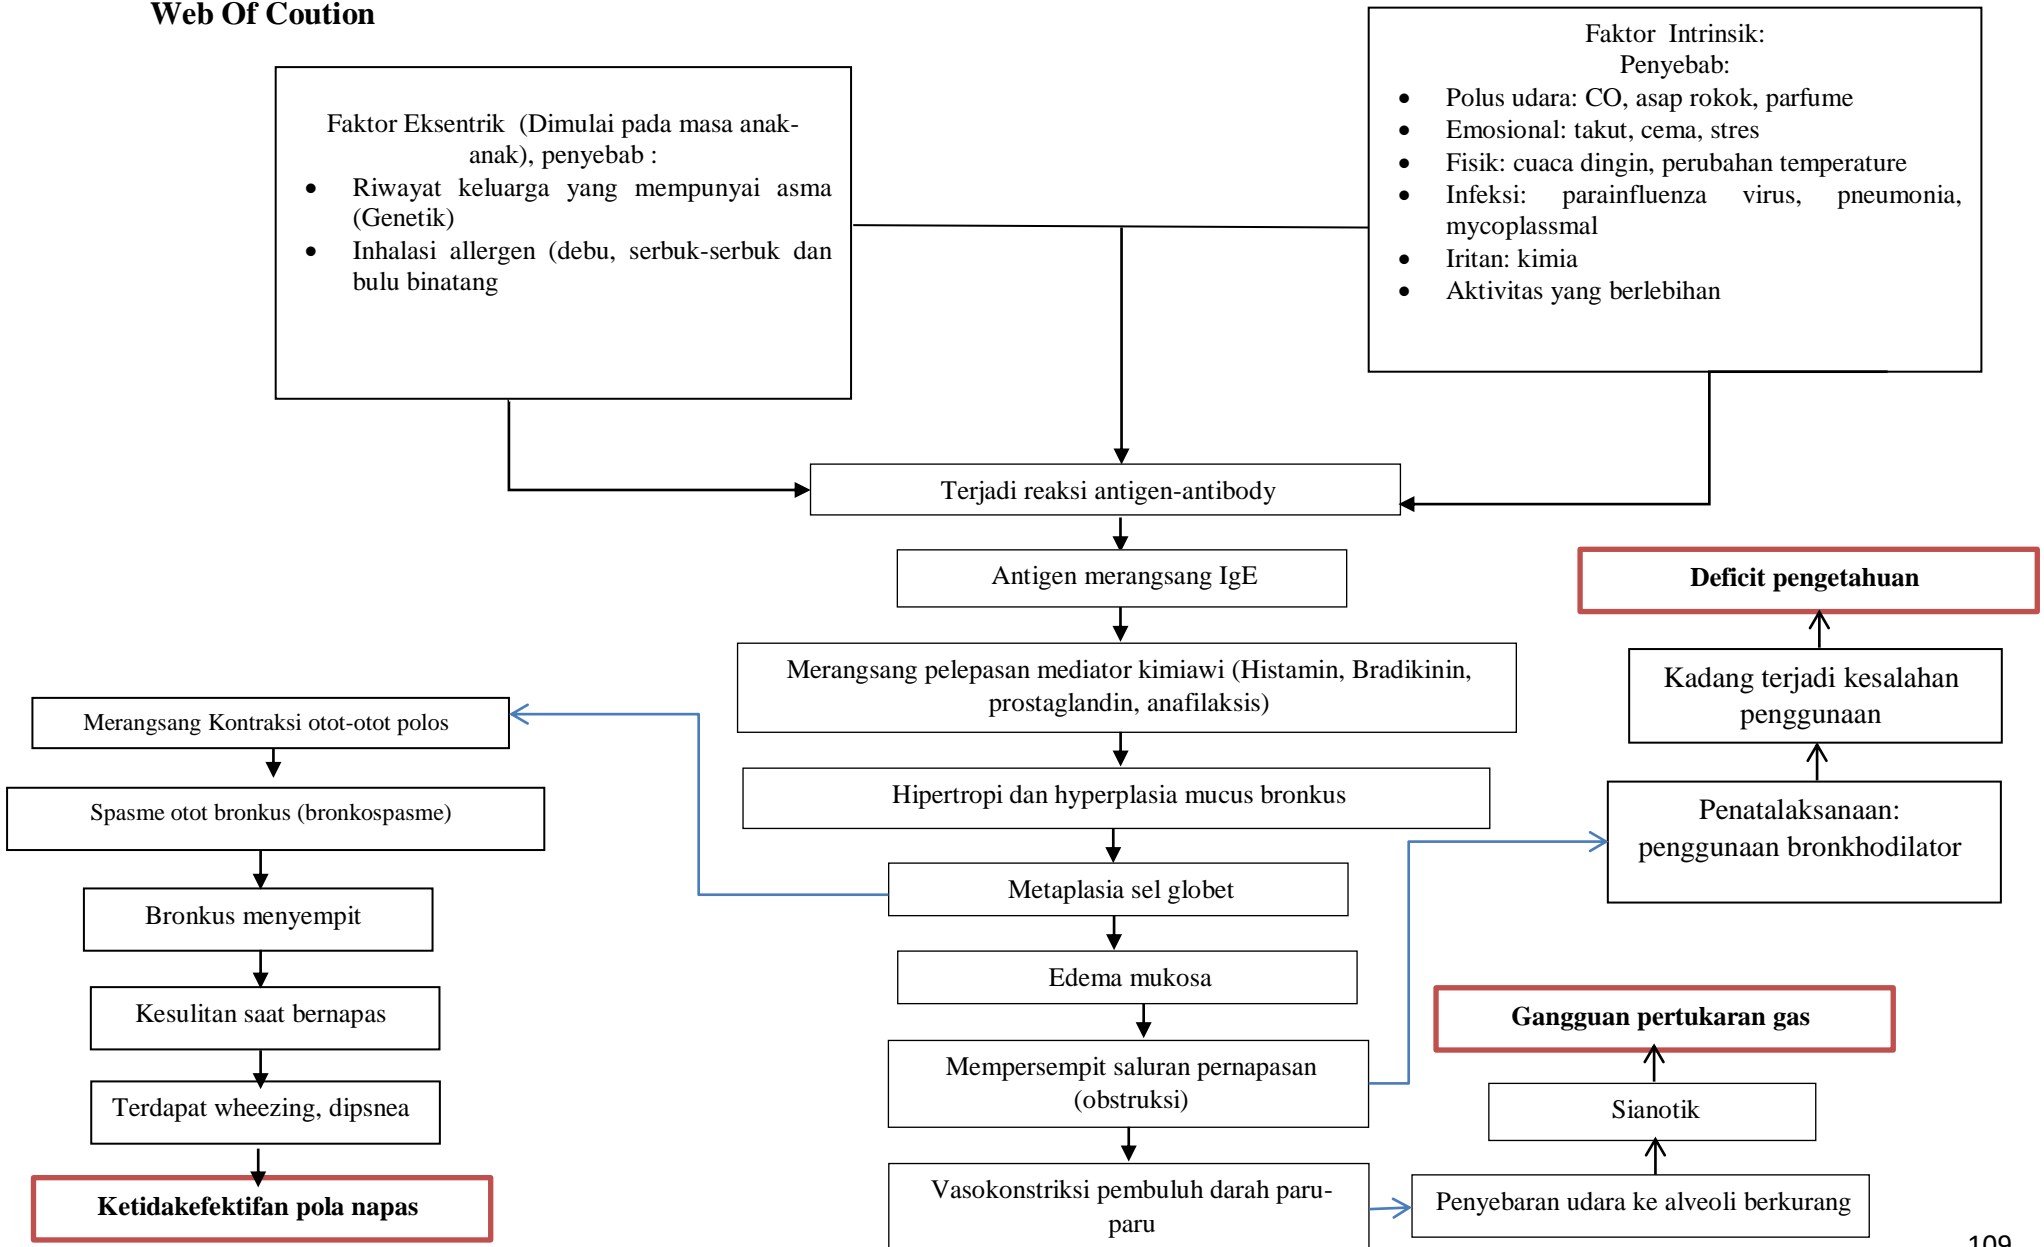 Web Of Coution
Faktor Eksentrik (Dimulai pada masa anak-
anak), penyebab :
• Riwayat keluarga yang mempunyai asma
(Genetik)
• Inhalasi allergen (debu, serbuk-serbuk dan
bulu binatang
Faktor Intrinsik:
Penyebab:
• Polus udara: CO, asap rokok, parfume
• Emosional: takut, cema, stres
• Fisik: cuaca dingin, perubahan temperature
• Infeksi: parainfluenza virus, pneumonia,
mycoplassmal
• Iritan: kimia
• Aktivitas yang berlebihan
Terjadi reaksi antigen-antibody
Antigen merangsang IgE
Merangsang pelepasan mediator kimiawi (Histamin, Bradikinin,
prostaglandin, anafilaksis)
Hipertropi dan hyperplasia mucus bronkus
Metaplasia sel globet
Edema mukosa
Mempersempit saluran pernapasan
(obstruksi)
Vasokonstriksi pembuluh darah paru-
paru
Merangsang Kontraksi otot-otot polos
Spasme otot bronkus (bronkospasme)
Bronkus menyempit
Kesulitan saat bernapas
Terdapat wheezing, dipsnea
Ketidakefektifan pola napas
Deficit pengetahuan
Kadang terjadi kesalahan
penggunaan
Penatalaksanaan:
penggunaan bronkhodilator
Gangguan pertukaran gas
Sianotik
Penyebaran udara ke alveoli berkurang
109